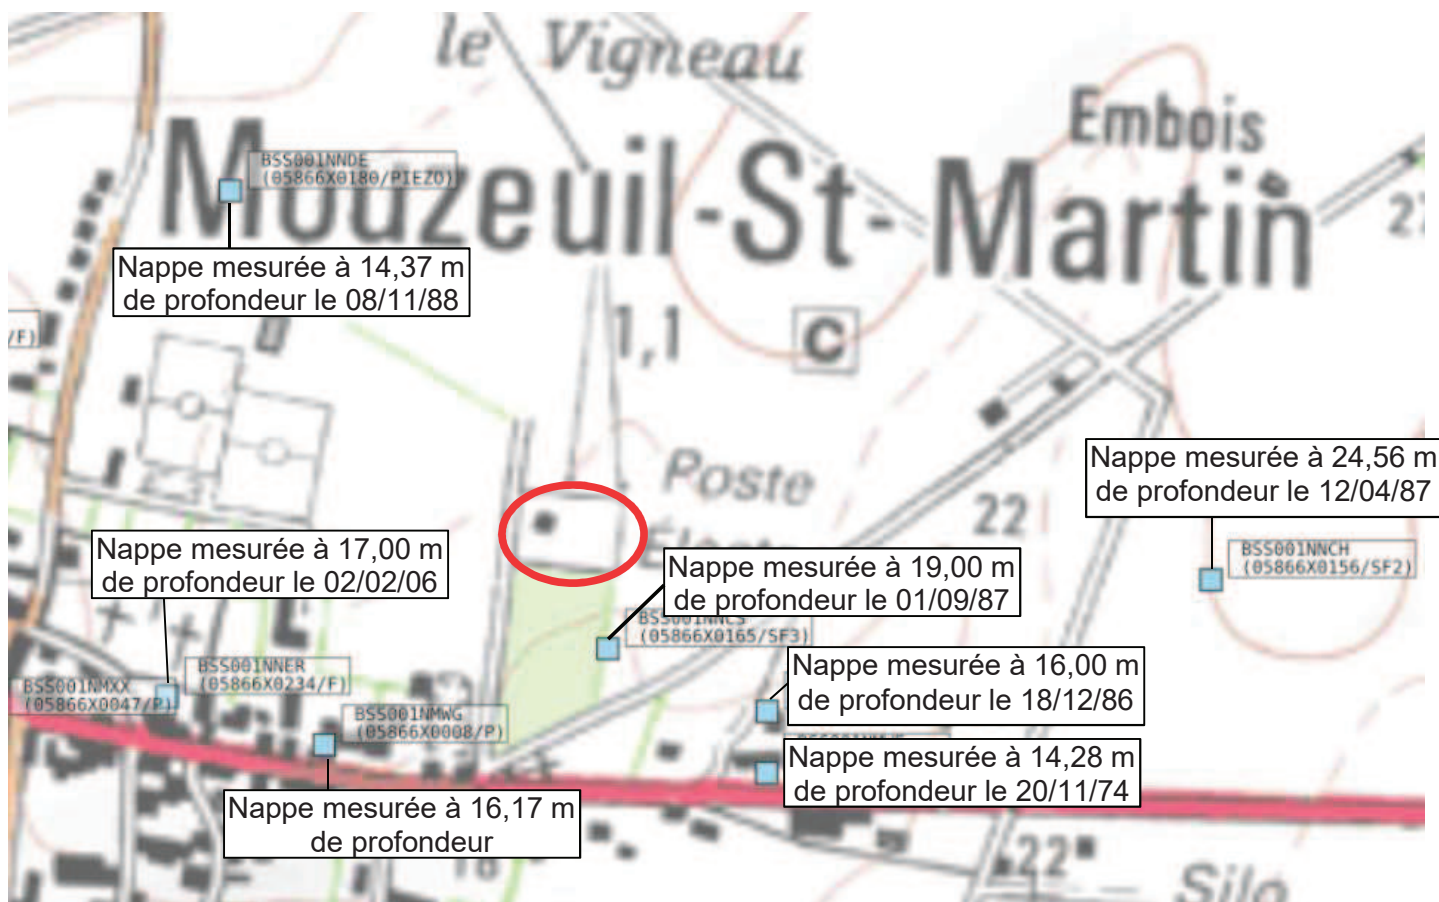 le Vigneau
Embois
BSS001NNDE
(05866X0180/PIEZO)
Mouzeuil-St-Martin
27
Nappe mesurée à 14,37 m
de profondeur le 08/11/88
/F)
1,1
C
Poste
Nappe mesurée à 24,56 m
de profondeur le 12/04/87
22
Nappe mesurée à 17,00 m
de profondeur le 02/02/06
Nappe mesurée à 19,00 m
de profondeur le 01/09/87
BSS001NNCH
(05866X0156/SF2)
BSS001NNCS
(05866X0165/SF3)
BSS001NNER
(05866X0234/F)
Nappe mesurée à 16,00 m
de profondeur le 18/12/86
BSS001NMXX
(05866X0047/P)
BSS001NMWG
(05866X0008/P)
Nappe mesurée à 14,28 m
de profondeur le 20/11/74
Nappe mesurée à 16,17 m
de profondeur
22
Silo